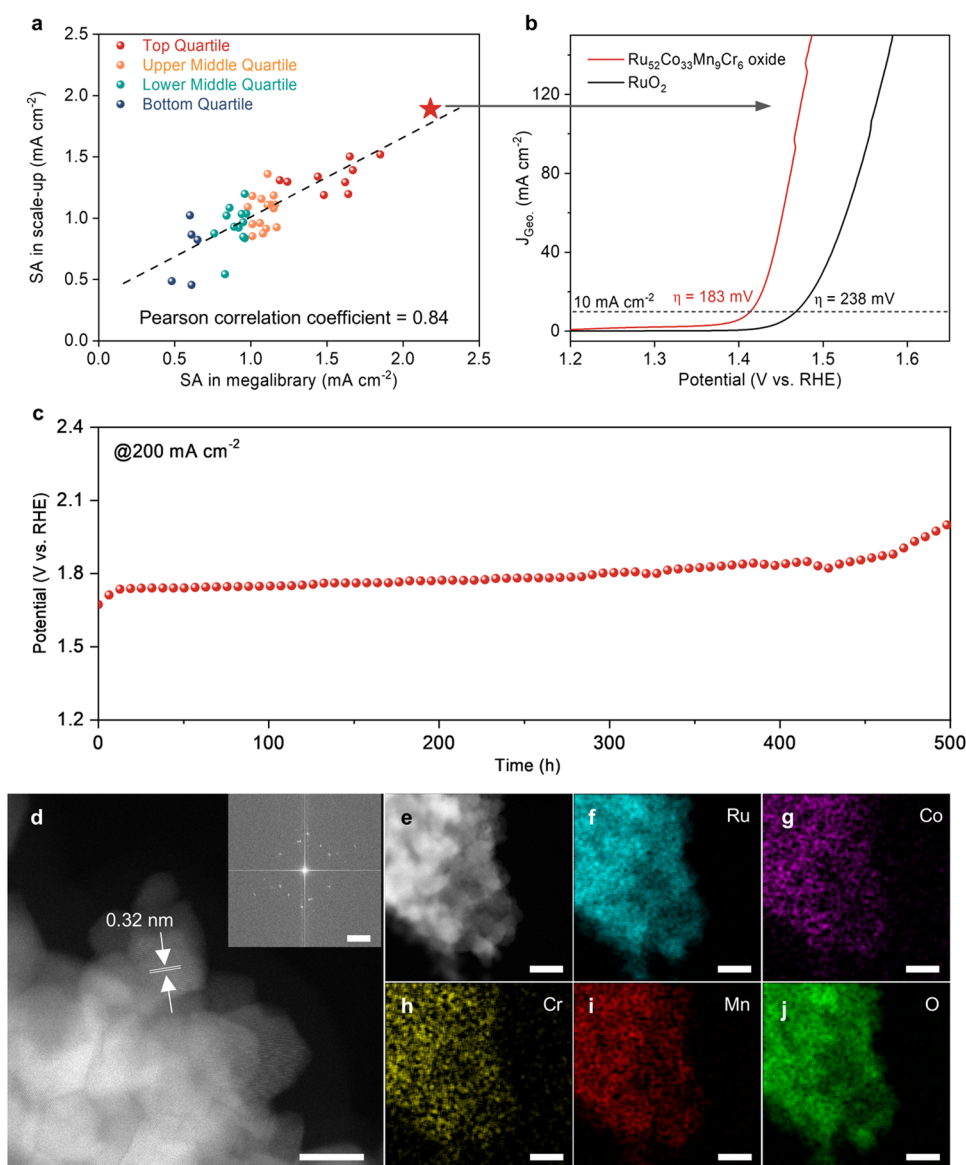 a
2.5
2.0
1.5
1.0
0.5
0.0
0.0 0.5 1.0 1.5 2.0 2.5
SA in scale-up (mA cm⁻²)
SA in megalibrary (mA cm⁻²)
Top Quartile
Upper Middle Quartile
Lower Middle Quartile
Bottom Quartile
Pearson correlation coefficient = 0.84
b
120
80
40
0
1.2 1.3 1.4 1.5 1.6
J_Geo. (mA cm⁻²)
Potential (V vs. RHE)
Ru₅₂Co₃₃Mn₉Cr₆ oxide
RuO₂
10 mA cm⁻²
η = 183 mV
η = 238 mV
c
2.4
2.1
1.8
1.5
1.2
0 100 200 300 400 500
Potential (V vs. RHE)
Time (h)
@200 mA cm⁻²
d
0.32 nm
e
f Ru
g Co
h Cr
i Mn
j O